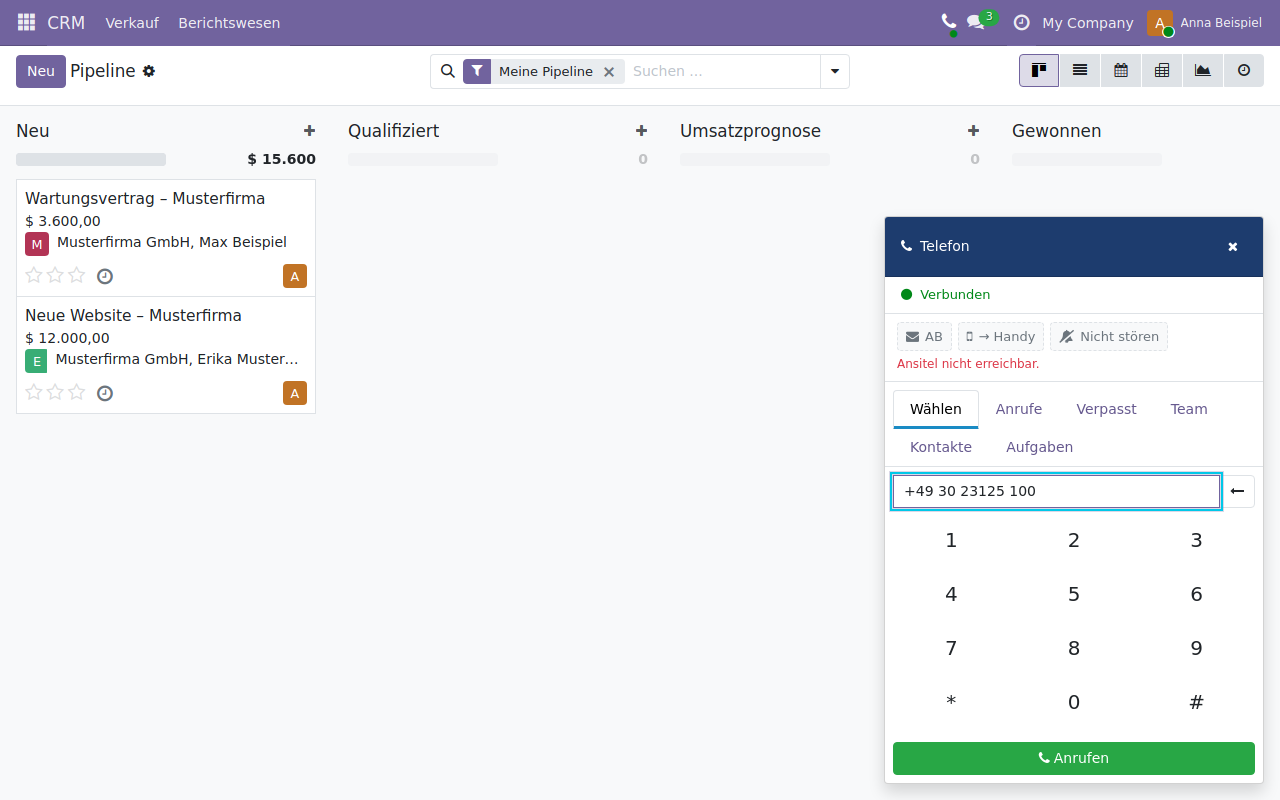 CRM Verkauf Berichtswesen 3 My Company A Anna Beispiel
Neu Pipeline Meine Pipeline Suchen ...
Neu Qualifiziert Umsatzprognose Gewonnen
$ 15.600 0 0
Wartungsvertrag – Musterfirma
$ 3.600,00
M Musterfirma GmbH, Max Beispiel
A
Neue Website – Musterfirma
$ 12.000,00
E Musterfirma GmbH, Erika Muster...
A
Telefon
Verbunden
AB → Handy Nicht stören
Ansitel nicht erreichbar.
Wählen Anrufe Verpasst Team
Kontakte Aufgaben
+49 30 23125 100
1 2 3
4 5 6
7 8 9
* 0 #
Anrufen